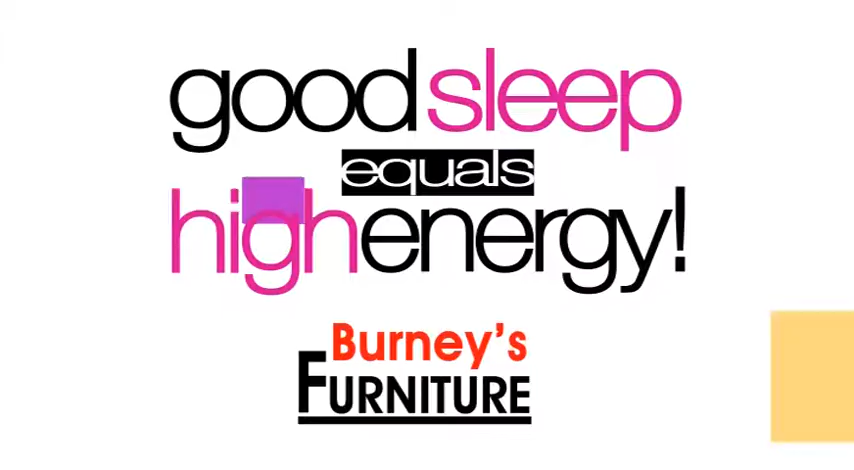 good sleep
equals
high energy!
Burney's
FURNITURE